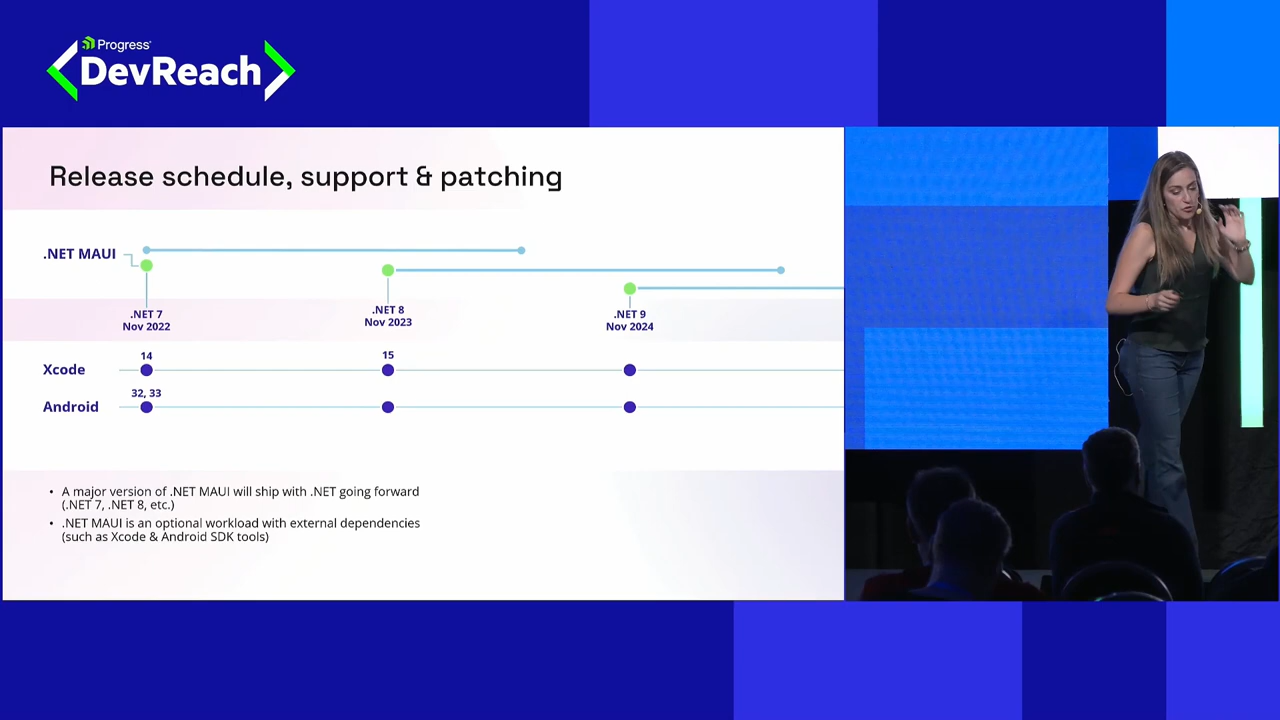 Progress
DevReach
Release schedule, support & patching
.NET MAUI
.NET 7
Nov 2022
.NET 8
Nov 2023
.NET 9
Nov 2024
14
15
Xcode
32, 33
Android
• A major version of .NET MAUI will ship with .NET going forward
(.NET 7, .NET 8, etc.)
• .NET MAUI is an optional workload with external dependencies
(such as Xcode & Android SDK tools)